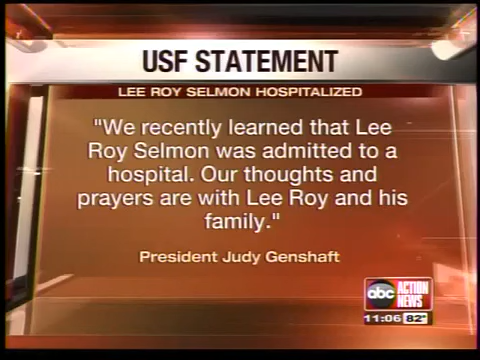 USF STATEMENT
LEE ROY SELMON HOSPITALIZED
"We recently learned that Lee
Roy Selmon was admitted to a
hospital. Our thoughts and
prayers are with Lee Roy and his
family."
President Judy Genshaft
abc ACTION
NEWS
11:06 82°